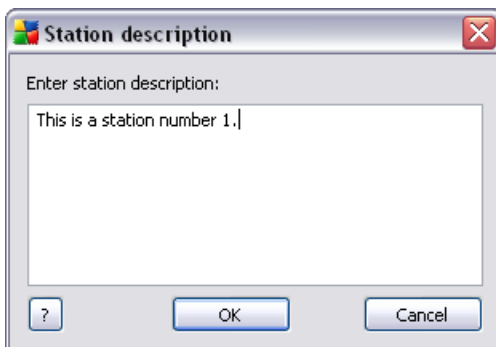 Station description
Enter station description:
This is a station number 1.
?
OK
Cancel